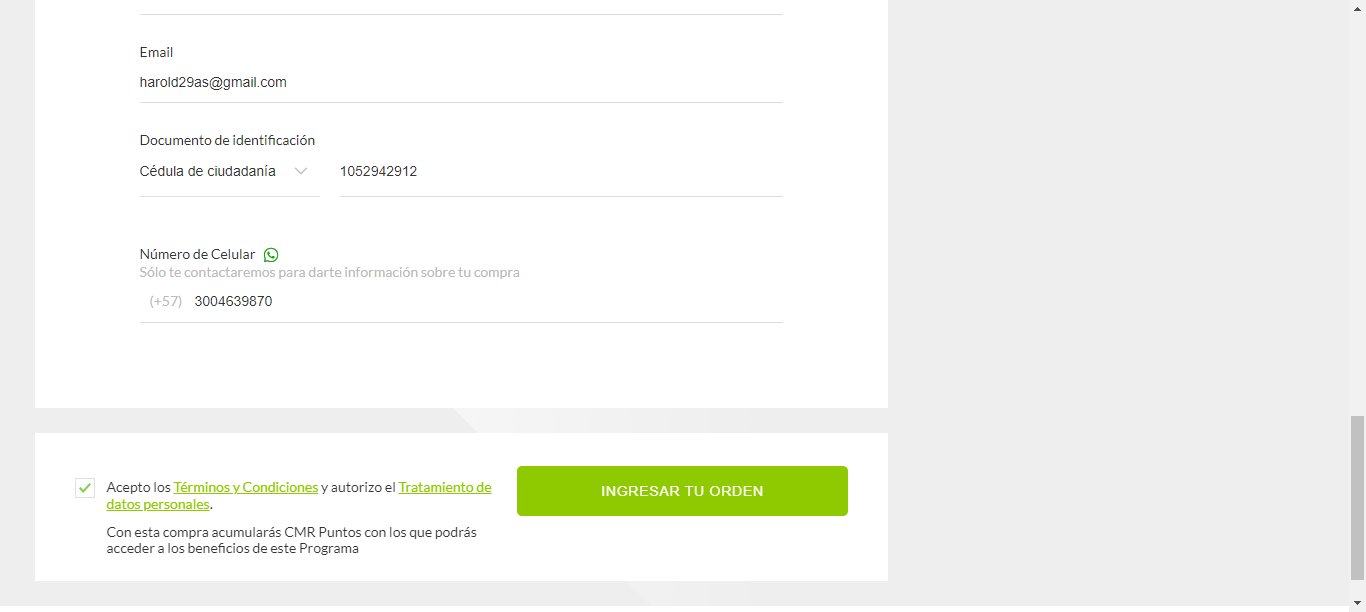 Email
harold29as@gmail.com
Documento de identificación
Cédula de ciudadanía 1052942912
Número de Celular
Sólo te contactaremos para darte información sobre tu compra
(+57) 3004639870
Acepto los Términos y Condiciones y autorizo el Tratamiento de
datos personales.
Con esta compra acumularás CMR Puntos con los que podrás
acceder a los beneficios de este Programa
INGRESAR TU ORDEN